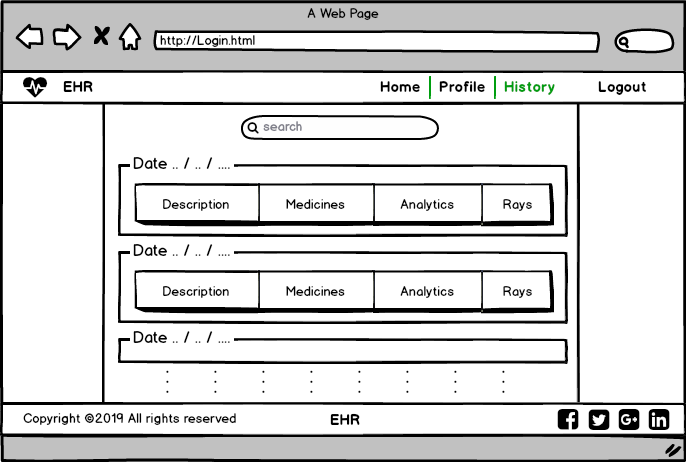 A Web Page
http://Login.html
EHR Home Profile History Logout
search
Date .. / .. / ....
Description Medicines Analytics Rays
Date .. / .. / ....
Description Medicines Analytics Rays
Date .. / .. / ....
Copyright ©2019 All rights reserved EHR f G+ in